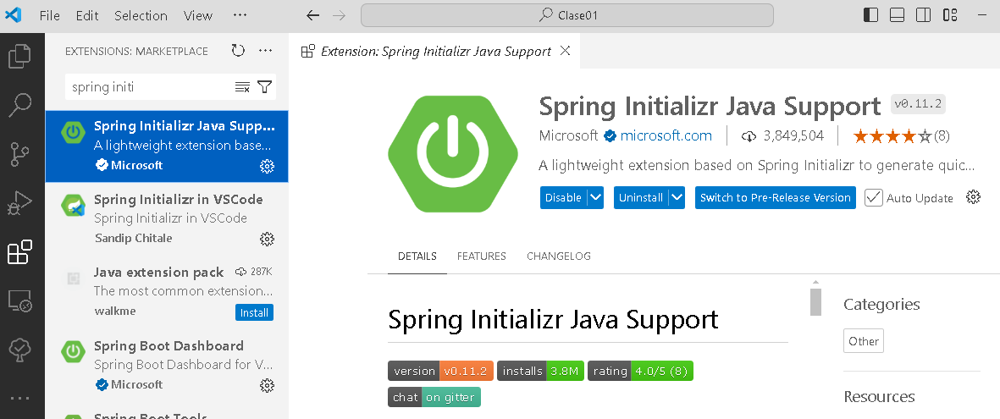 File Edit Selection View ··· Clase01
EXTENSIONS: MARKETPLACE ···
spring initi
Spring Initializr Java Supp...
A lightweight extension base...
Microsoft
Spring Initializr in VSCode
Spring Initializr in VSCode
Sandip Chitale
Java extension pack 287K
The most common extension...
walkme Install
Spring Boot Dashboard
Spring Boot Dashboard for V...
Microsoft
Spring Boot Tools
Extension: Spring Initializr Java Support
Spring Initializr Java Support v0.11.2
Microsoft microsoft.com 3,849,504 (8)
A lightweight extension based on Spring Initializr to generate quic...
Disable Uninstall Switch to Pre-Release Version Auto Update
DETAILS FEATURES CHANGELOG
Spring Initializr Java Support
version v0.11.2 installs 3.8M rating 4.0/5 (8)
chat on gitter
Categories
Other
Resources